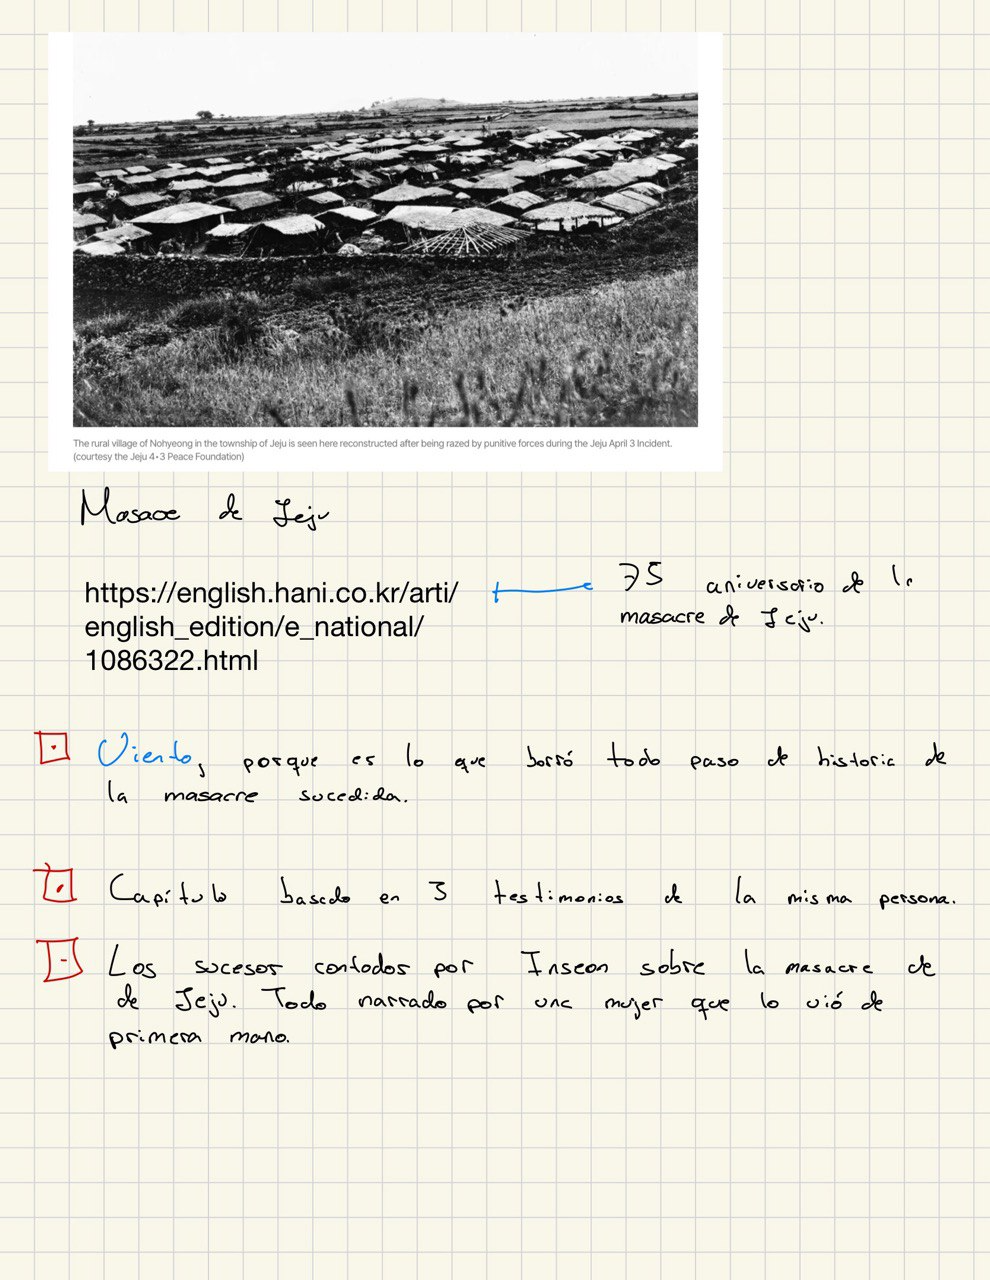 The rural village of Nohyeong in the township of Jeju is seen here reconstructed after being razed by punitive forces during the Jeju April 3 Incident.
(courtesy the Jeju 4·3 Peace Foundation)
Masacre de Jeju
https://english.hani.co.kr/arti/
english_edition/e_national/
1086322.html
75 aniversario de la
masacre de Jeju.
Viento, porque es lo que borró todo paso de historia de
la masacre sucedida.
Capítulo basado en 3 testimonios de la misma persona.
Los sucesos contados por Inseon sobre la masacre de
de Jeju. Todo narrado por una mujer que lo vió de
primera mano.